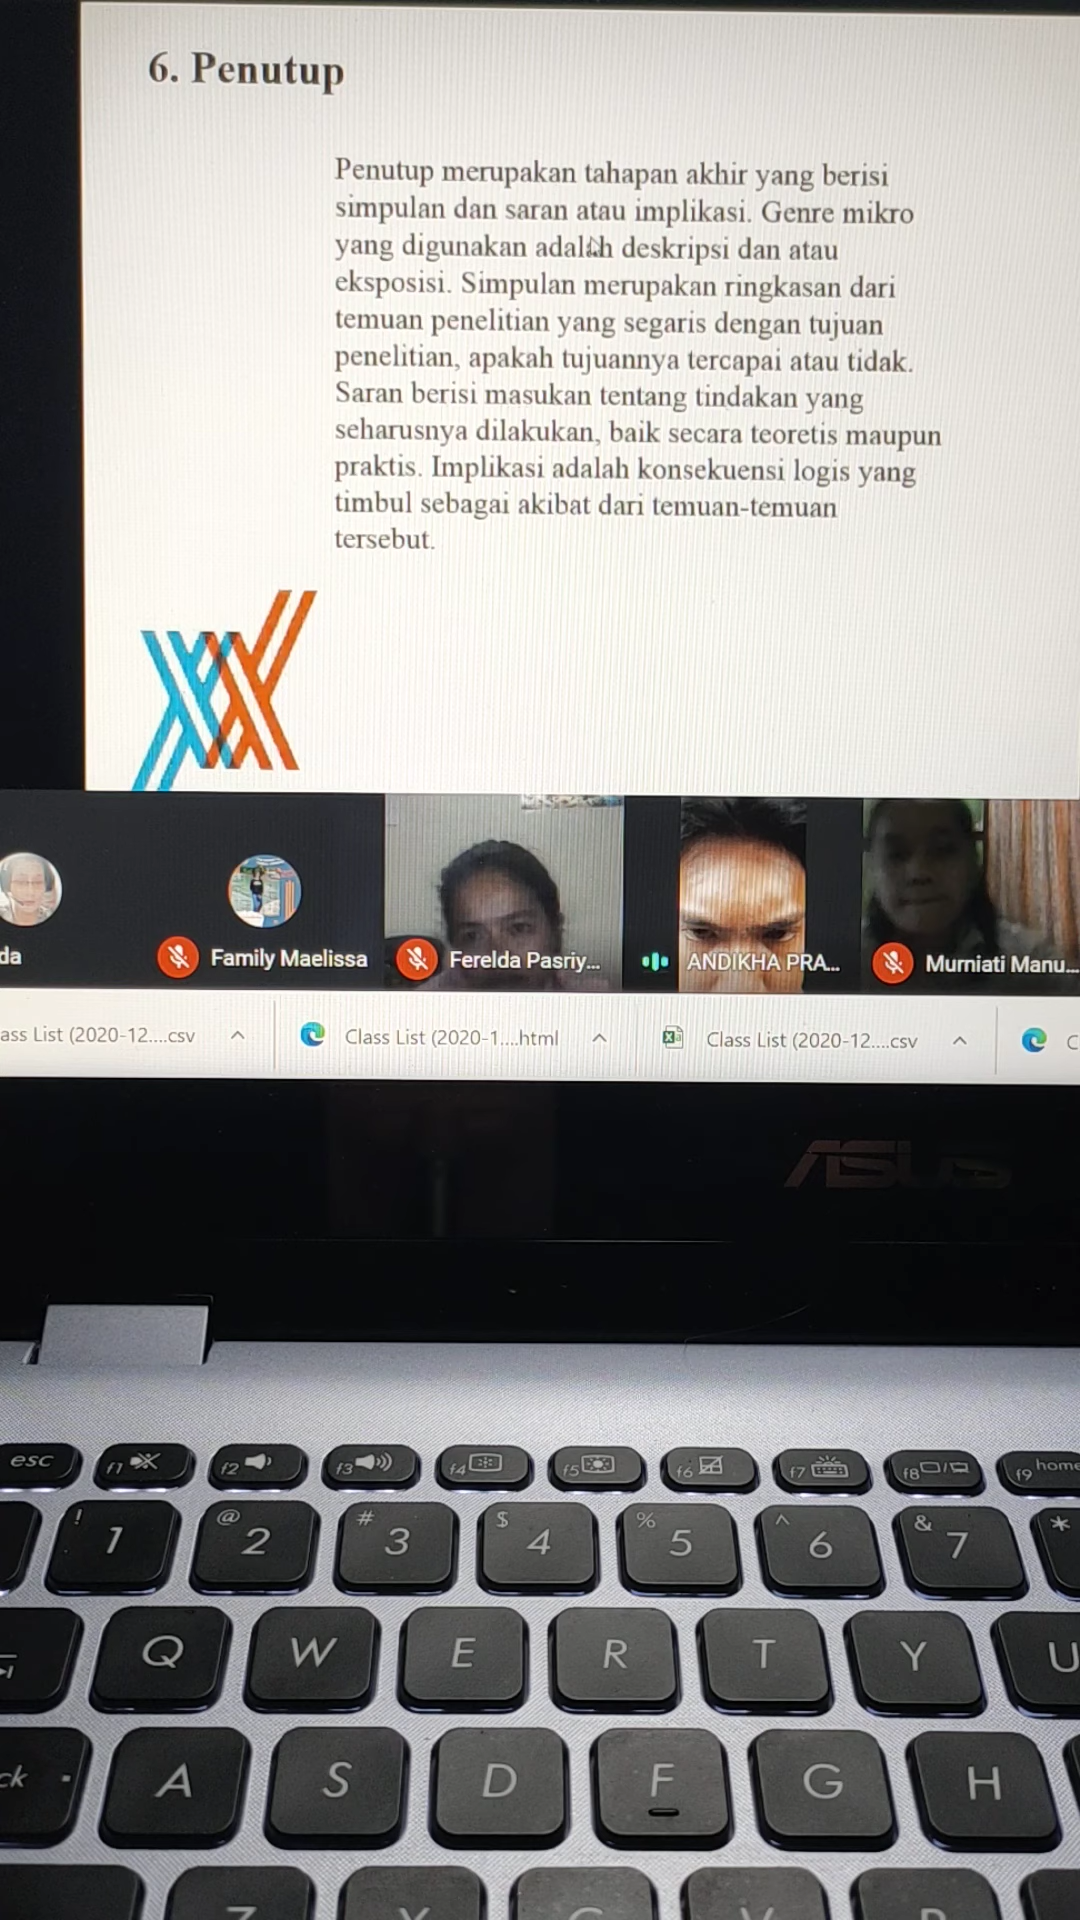 6. Penutup
Penutup merupakan tahapan akhir yang berisi
simpulan dan saran atau implikasi. Genre mikro
yang digunakan adalah deskripsi dan atau
eksposisi. Simpulan merupakan ringkasan dari
temuan penelitian yang segaris dengan tujuan
penelitian, apakah tujuannya tercapai atau tidak.
Saran berisi masukan tentang tindakan yang
seharusnya dilakukan, baik secara teoretis maupun
praktis. Implikasi adalah konsekuensi logis yang
timbul sebagai akibat dari temuan-temuan
tersebut.
da
Family Maelissa
Ferelda Pasriy...
ANDIKHA PRA...
Murniati Manu...
ass List (2020-12....csv
Class List (2020-1....html
Class List (2020-12....csv
C
ASUS
esc f1 f2 f3 f4 f5 f6 f7 f8 f9 home
! 1 @ 2 # 3 $ 4 % 5 ^ 6 & 7 *
Q W E R T Y U
ck A S D F G H